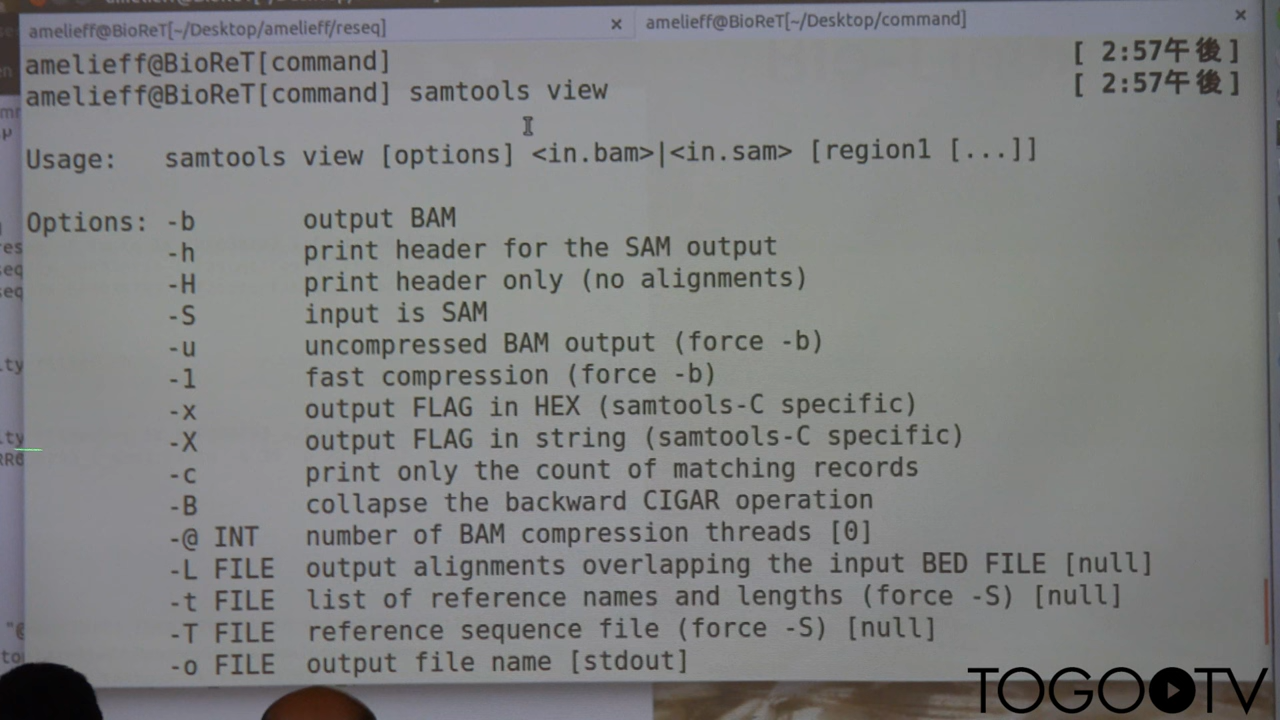 amelieff@BioReT[~/Desktop/amelieff/reseq] × amelieff@BioReT[~/Desktop/command] ×
amelieff@BioReT[command] [ 2:57午後]
amelieff@BioReT[command] samtools view [ 2:57午後]
Usage: samtools view [options] <in.bam>|<in.sam> [region1 [...]]
Options: -b output BAM
-h print header for the SAM output
-H print header only (no alignments)
-S input is SAM
-u uncompressed BAM output (force -b)
-1 fast compression (force -b)
-x output FLAG in HEX (samtools-C specific)
-X output FLAG in string (samtools-C specific)
-c print only the count of matching records
-B collapse the backward CIGAR operation
-@ INT number of BAM compression threads [0]
-L FILE output alignments overlapping the input BED FILE [null]
-t FILE list of reference names and lengths (force -S) [null]
-T FILE reference sequence file (force -S) [null]
-o FILE output file name [stdout]
TOGOTV